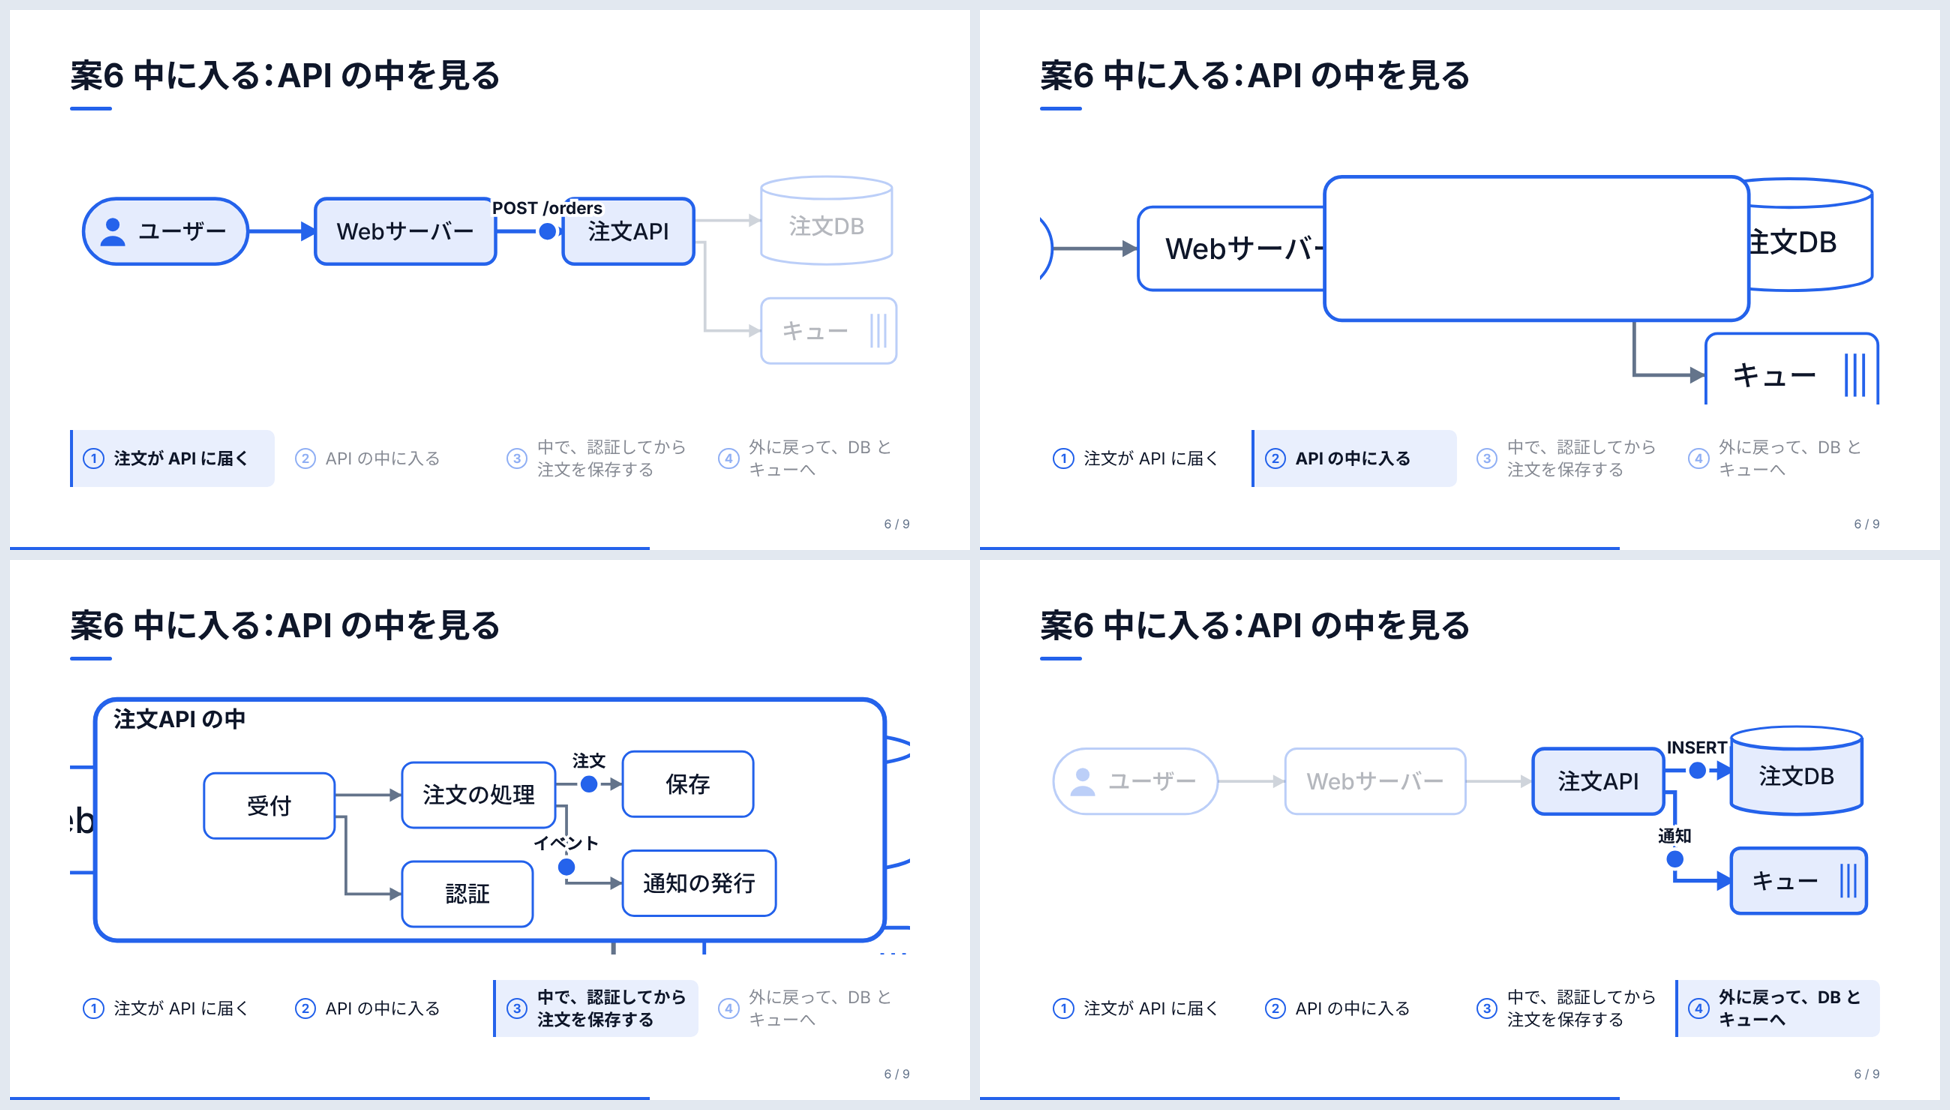 案6 中に入る：API の中を見る
ユーザー
Webサーバー
POST /orders
注文API
注文DB
キュー
1 注文が API に届く
2 API の中に入る
3 中で、認証してから
注文を保存する
4 外に戻って、DB と
キューへ
6 / 9
案6 中に入る：API の中を見る
Webサーバー
注文DB
キュー
1 注文が API に届く
2 API の中に入る
3 中で、認証してから
注文を保存する
4 外に戻って、DB と
キューへ
6 / 9
案6 中に入る：API の中を見る
注文API の中
eb
受付
注文の処理
注文
保存
イベント
認証
通知の発行
1 注文が API に届く
2 API の中に入る
3 中で、認証してから
注文を保存する
4 外に戻って、DB と
キューへ
6 / 9
案6 中に入る：API の中を見る
ユーザー
Webサーバー
注文API
INSERT
注文DB
通知
キュー
1 注文が API に届く
2 API の中に入る
3 中で、認証してから
注文を保存する
4 外に戻って、DB と
キューへ
6 / 9